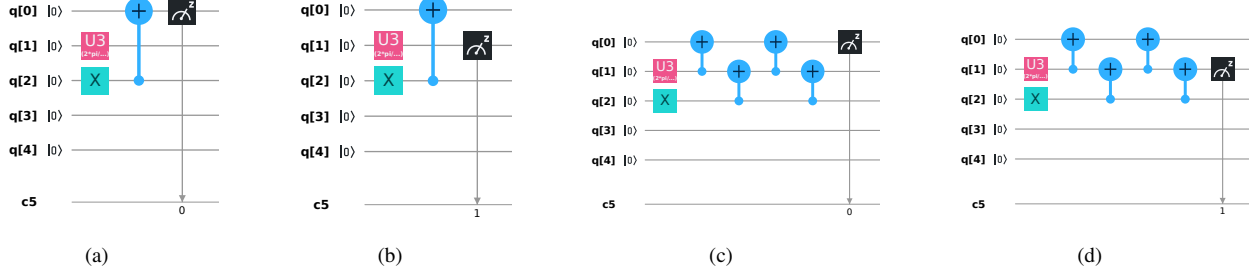 q[0] |0⟩ z
q[1] |0⟩ U3
q[2] |0⟩ X
q[3] |0⟩
q[4] |0⟩
c5
0
(a)
q[0] |0⟩
q[1] |0⟩ U3 z
q[2] |0⟩ X
q[3] |0⟩
q[4] |0⟩
c5
1
(b)
q[0] |0⟩ z
q[1] |0⟩ U3
q[2] |0⟩ X
q[3] |0⟩
q[4] |0⟩
c5
0
(c)
q[0] |0⟩
q[1] |0⟩ U3 z
q[2] |0⟩ X
q[3] |0⟩
q[4] |0⟩
c5
1
(d)